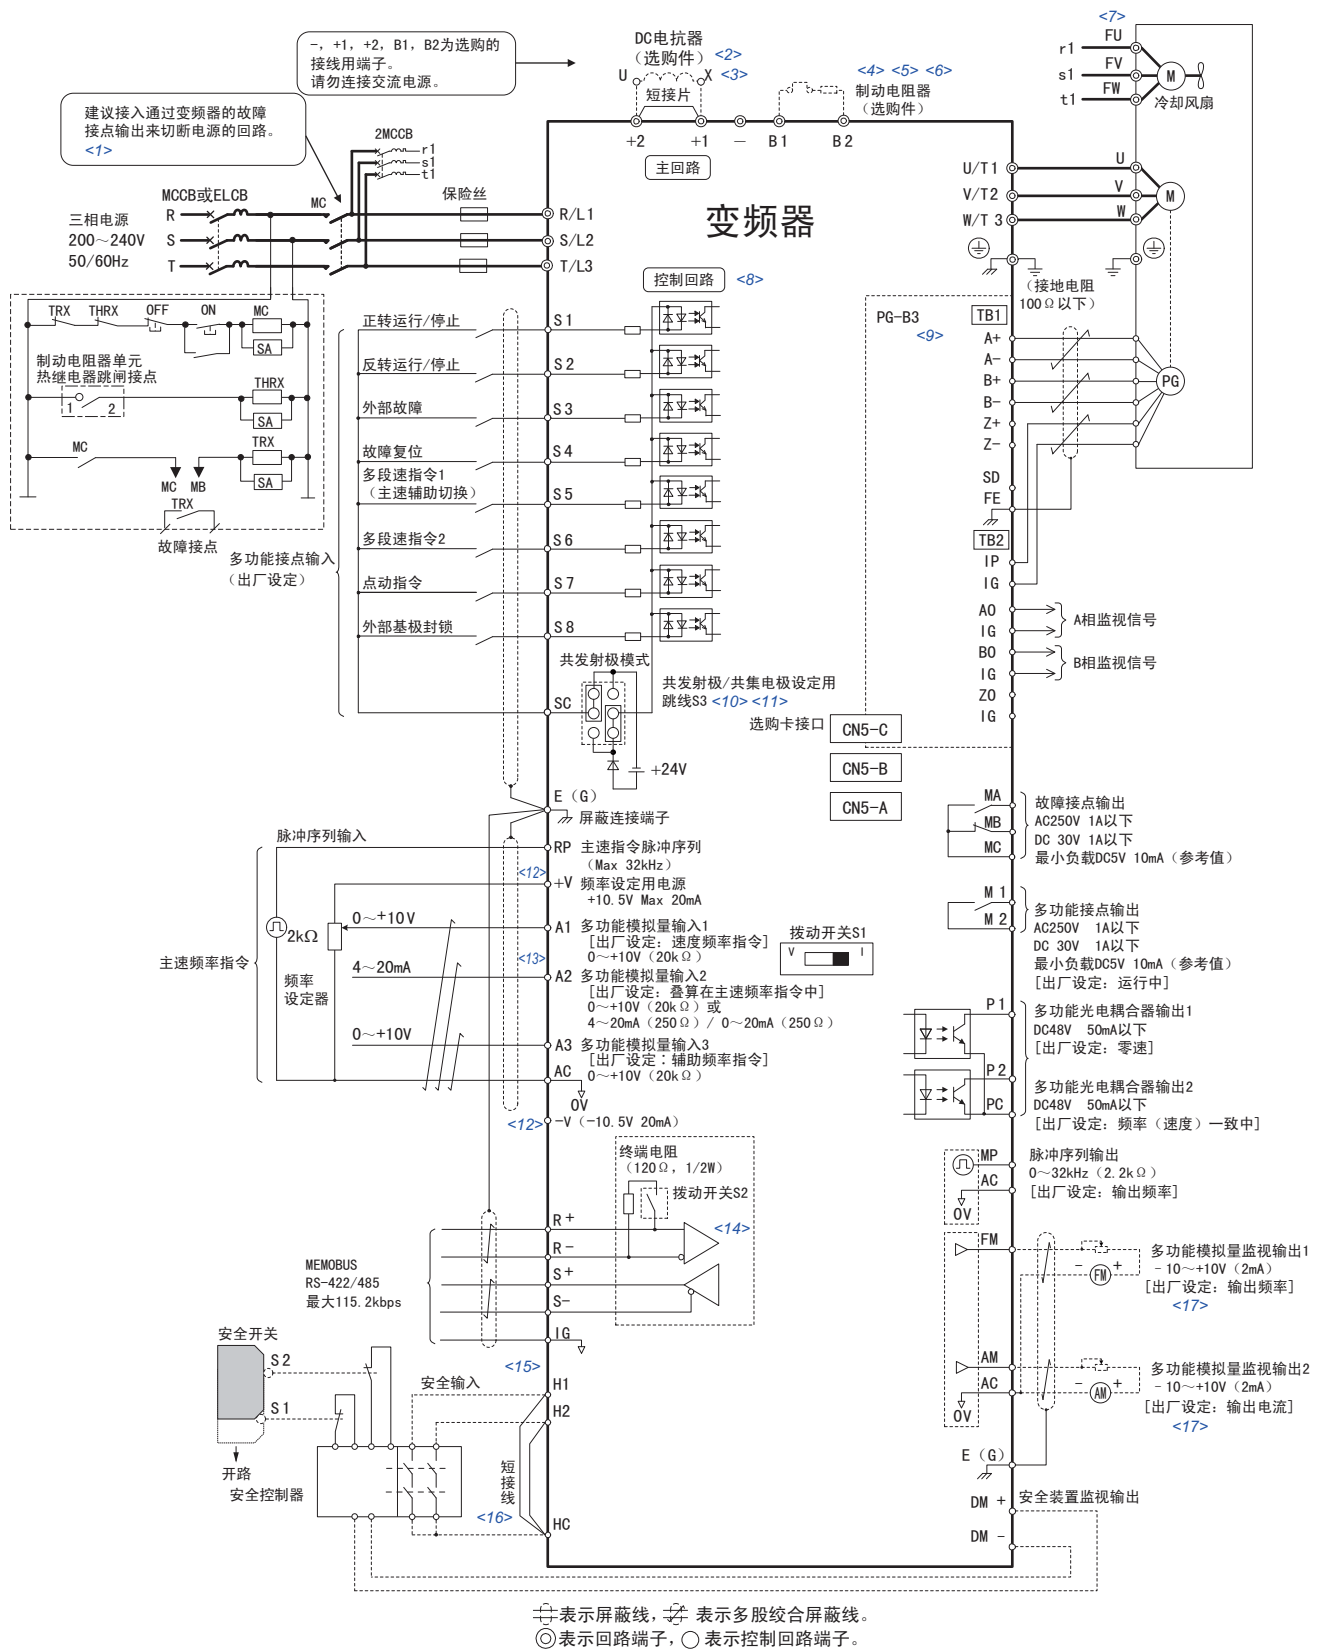 -，+1，+2，B1，B2为选购的
接线用端子。
请勿连接交流电源。
DC电抗器
（选购件） <2>
U X <3>
短接片
+2 +1 - B1 B2
<4> <5> <6>
制动电阻器
（选购件）
<7>
FU
r1
FV
s1
FW
t1
M
冷却风扇
建议接入通过变频器的故障
接点输出来切断电源的回路。
<1>
2MCCB
r1
s1
t1
主回路
变频器
MCCB或ELCB
MC
保险丝
三相电源
200～240V
50/60Hz
R
S
T
R/L1
S/L2
T/L3
U/T1 U
V/T2 V
W/T 3 W
M
（接地电阻
100Ω以下）
控制回路 <8>
TRX THRX OFF ON MC
SA
制动电阻器单元
热继电器跳闸接点
1 2
THRX
SA
MC
MC MB
TRX
SA
TRX
故障接点
多功能接点输入
（出厂设定）
正转运行/停止 S1
反转运行/停止 S2
外部故障 S3
故障复位 S4
多段速指令1
（主速辅助切换） S5
多段速指令2 S6
点动指令 S7
外部基极封锁 S8
共发射极模式
SC
共发射极/共集电极设定用
跳线S3 <10> <11>
+24V
选购卡接口
CN5-C
CN5-B
CN5-A
PG-B3
<9>
TB1
A+
A-
B+
B-
Z+
Z-
PG
SD
FE
TB2
IP
IG
AO
IG
A相监视信号
BO
IG
B相监视信号
ZO
IG
E（G）
屏蔽连接端子
脉冲序列输入
RP 主速指令脉冲序列
（Max 32kHz）
<12>
+V 频率设定用电源
+10.5V Max 20mA
主速频率指令
2kΩ
频率
设定器
0～+10V
A1 多功能模拟量输入1
[出厂设定：速度频率指令]
0～+10V（20kΩ）
<13>
4～20mA
A2 多功能模拟量输入2
[出厂设定：叠算在主速频率指令中]
0～+10V（20kΩ）或
4～20mA（250Ω）/ 0～20mA（250Ω）
0～+10V
A3 多功能模拟量输入3
[出厂设定：辅助频率指令]
0～+10V（20kΩ）
AC
0V
<12>
-V（-10.5V 20mA）
拨动开关S1
V I
MA
MB
MC
故障接点输出
AC250V 1A以下
DC 30V 1A以下
最小负载DC5V 10mA（参考值）
M1
M2
多功能接点输出
AC250V 1A以下
DC 30V 1A以下
最小负载DC5V 10mA（参考值）
[出厂设定：运行中]
P1
多功能光电耦合器输出1
DC48V 50mA以下
[出厂设定：零速]
P2
PC
多功能光电耦合器输出2
DC48V 50mA以下
[出厂设定：频率（速度）一致中]
MP
AC
0V
脉冲序列输出
0～32kHz（2.2kΩ）
[出厂设定：输出频率]
FM
- FM +
多功能模拟量监视输出1
-10～+10V（2mA）
[出厂设定：输出频率]
<17>
AM
AC
0V
- AM +
多功能模拟量监视输出2
-10～+10V（2mA）
[出厂设定：输出电流]
<17>
E（G）
终端电阻
（120Ω，1/2W）
拨动开关S2
<14>
MEMOBUS
RS-422/485
最大115.2kbps
R+
R-
S+
S-
IG
<15>
安全开关
S2
S1
开路
安全控制器
安全输入
H1
H2
短接线
<16>
HC
DM +
DM -
安全装置监视输出
表示屏蔽线， 表示多股绞合屏蔽线。
表示回路端子， 表示控制回路端子。